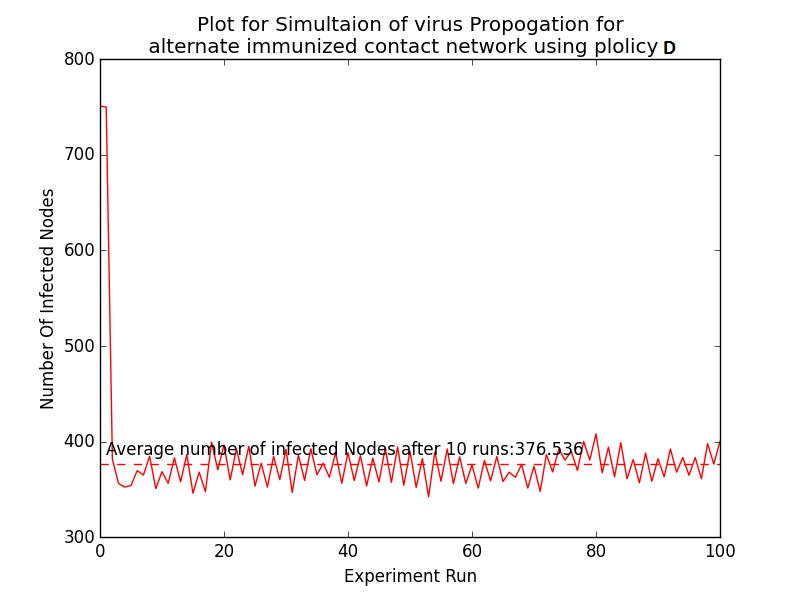 Plot for Simultaion of virus Propogation for
alternate immunized contact network using plolicy D
800
700
600
500
400
300
Number Of Infected Nodes
Average number of infected Nodes after 10 runs:376.536
0 20 40 60 80 100
Experiment Run